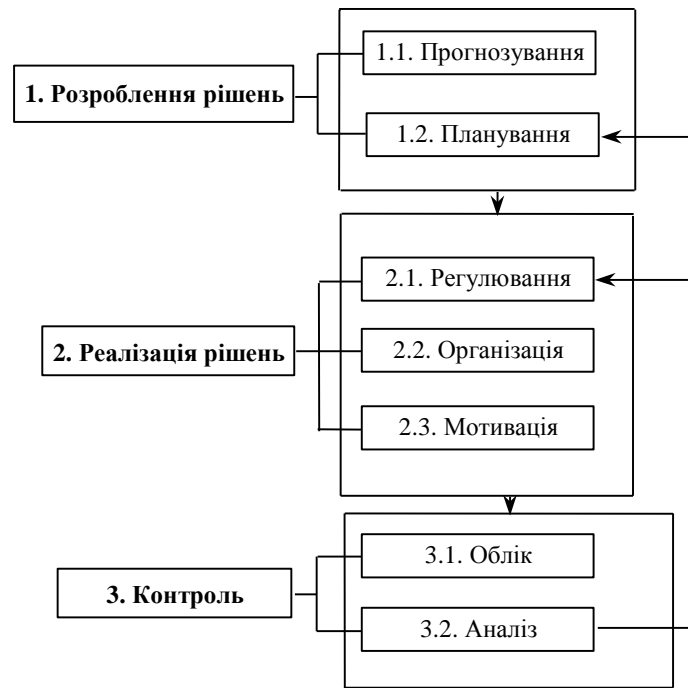 1.1. Прогнозування
1. Розроблення рішень
1.2. Планування
2.1. Регулювання
2. Реалізація рішень
2.2. Організація
2.3. Мотивація
3.1. Облік
3. Контроль
3.2. Аналіз